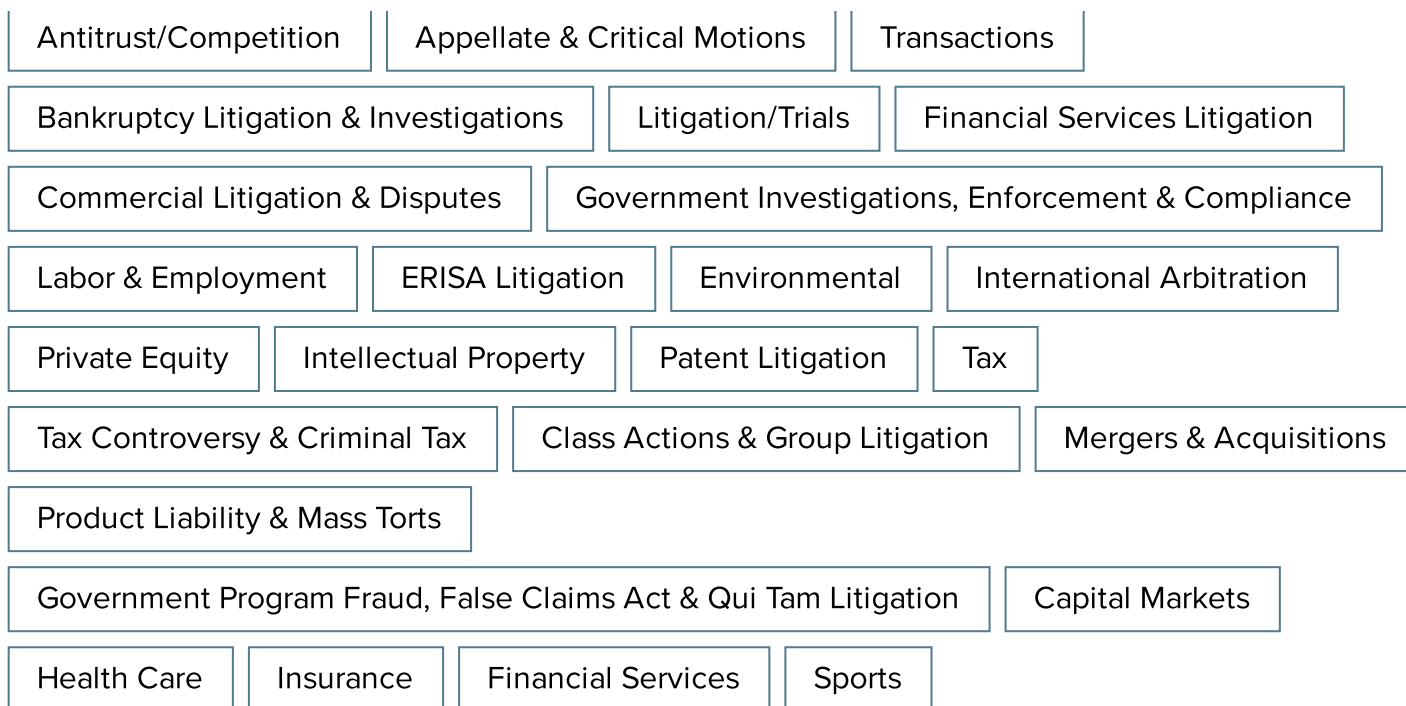 Antitrust/Competition Appellate & Critical Motions Transactions
Bankruptcy Litigation & Investigations Litigation/Trials Financial Services Litigation
Commercial Litigation & Disputes Government Investigations, Enforcement & Compliance
Labor & Employment ERISA Litigation Environmental International Arbitration
Private Equity Intellectual Property Patent Litigation Tax
Tax Controversy & Criminal Tax Class Actions & Group Litigation Mergers & Acquisitions
Product Liability & Mass Torts
Government Program Fraud, False Claims Act & Qui Tam Litigation Capital Markets
Health Care Insurance Financial Services Sports